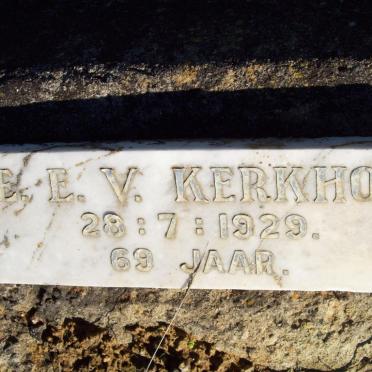 E. E. V. KERKHO
28:7:1929.
69 JAAR.